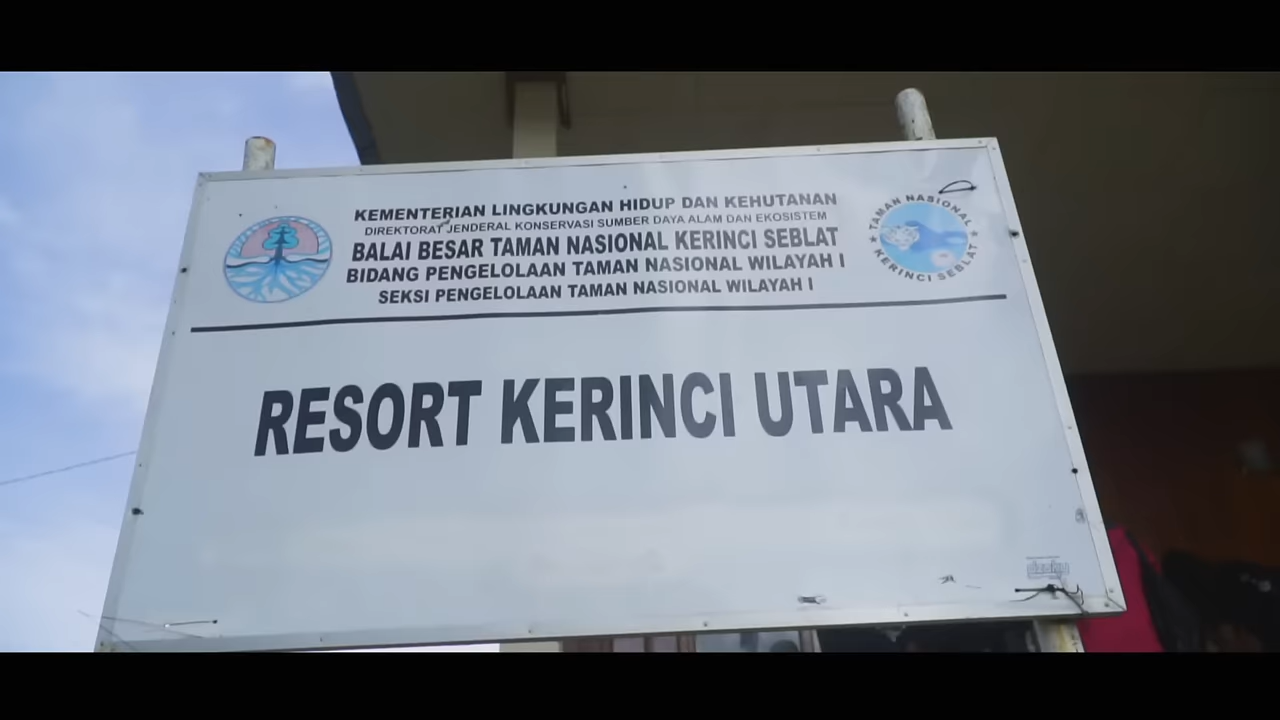 KEMENTERIAN LINGKUNGAN HIDUP DAN KEHUTANAN
DIREKTORAT JENDERAL KONSERVASI SUMBER DAYA ALAM DAN EKOSISTEM
BALAI BESAR TAMAN NASIONAL KERINCI SEBLAT
BIDANG PENGELOLAAN TAMAN NASIONAL WILAYAH I
SEKSI PENGELOLAAN TAMAN NASIONAL WILAYAH I
TAMAN NASIONAL
KERINCI SEBLAT
RESORT KERINCI UTARA